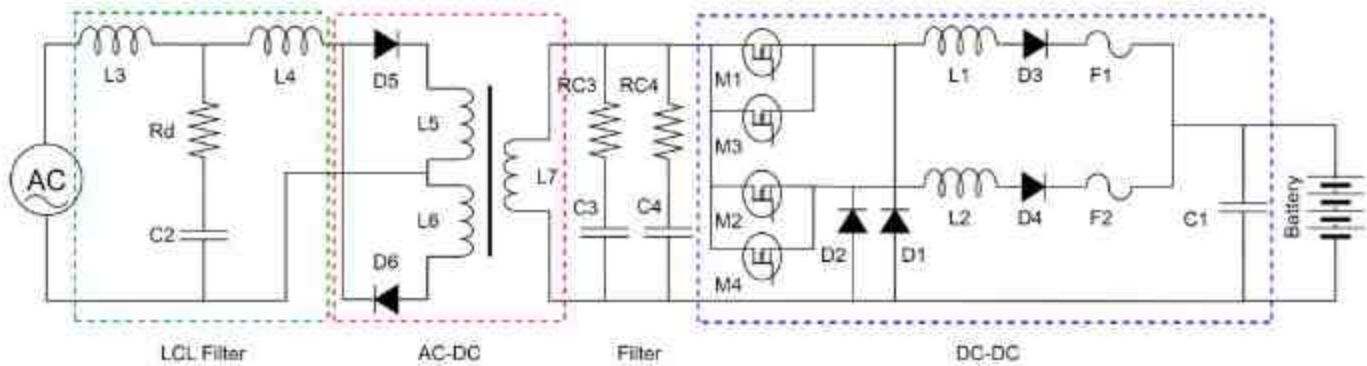 L3
L4
D5
L1
D3
F1
RC3
RC4
M1
Rd
L5
M3
AC
L7
L6
C2
D6
C3
C4
M2
D2
D1
L2
D4
F2
C1
Battery
M4
LCL Filter
AC-DC
Filter
DC-DC